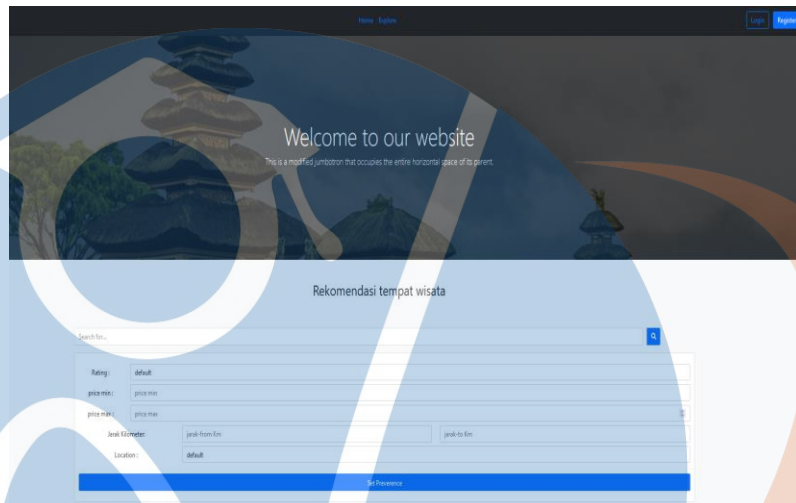 Home Explore Login Register
Welcome to our website
This is a modified jumbotron that occupies the entire horizontal space of its parent.
Rekomendasi tempat wisata
Search for...
Rating : default
price min : price min
price max : price max
Jarak Kilometer: jarak-from Km jarak-to Km
Location : default
Set Preverence